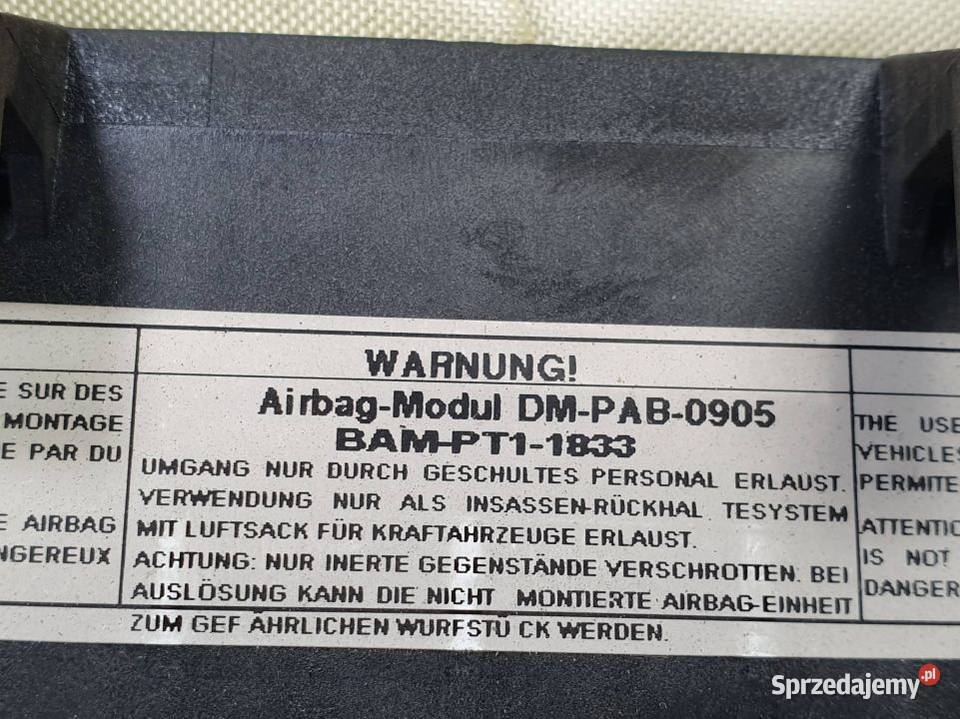 E SUR DES
MONTAGE
E PAR DU
E AIRBAG
NGEREUX
WARNUNG!
Airbag-Modul DM-PAB-0905
BAM-PT1-1833
UMGANG NUR DURCH GESCHULTES PERSONAL ERLAUST.
VERWENDUNG NUR ALS INSASSEN-RÜCKHAL TESYSTEM
MIT LUFTSACK FÜR KRAFTAHRZEUGE ERLAUST.
ACHTUNG: NUR INERTE GEGENSTÄNDE VERSCHROTTEN. BEI
AUSLÖSUNG KANN DIE NICHT MONTIERTE AIRBAG-EINHEIT
ZUM GEF ÄHRLICHEN WURFSTÜ CK WERDEN.
THE USE
VEHICLES
PERMITE
ATTENTIO
IS NOT
DANGER
Sprzedajemy.pl